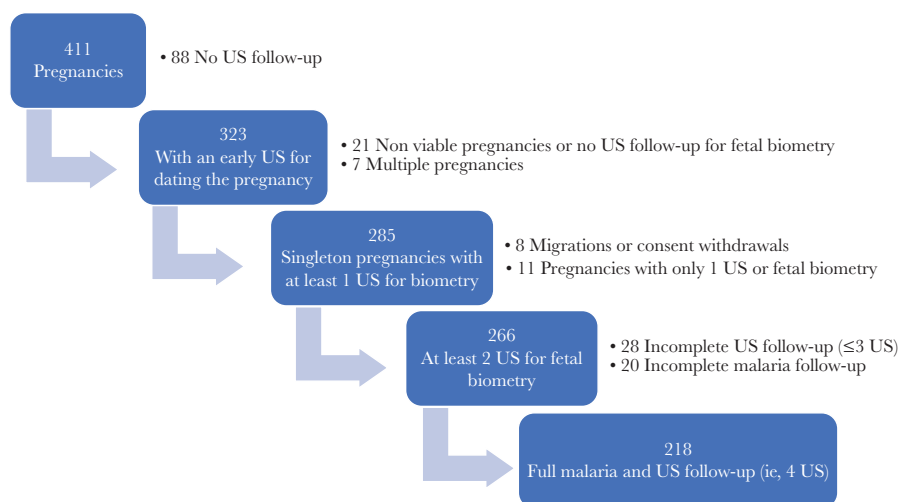 411
Pregnancies
• 88 No US follow-up
323
With an early US for
dating the pregnancy
• 21 Non viable pregnancies or no US follow-up for fetal biometry
• 7 Multiple pregnancies
285
Singleton pregnancies with
at least 1 US for biometry
• 8 Migrations or consent withdrawals
• 11 Pregnancies with only 1 US or fetal biometry
266
At least 2 US for fetal
biometry
• 28 Incomplete US follow-up (≤3 US)
• 20 Incomplete malaria follow-up
218
Full malaria and US follow-up (ie, 4 US)